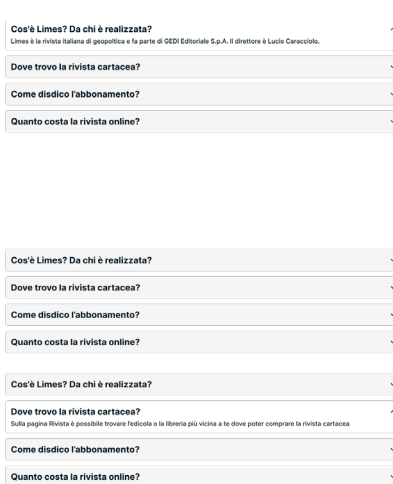 Cos'è Limes? Da chi è realizzata?
Limes è la rivista italiana di geopoltica e fa parte di GEDI Editoriale S.p.A. Il direttore è Lucio Caracciolo.
Dove trovo la rivista cartacea?
Come disdico l'abbonamento?
Quanto costa la rivista online?
Cos'è Limes? Da chi è realizzata?
Dove trovo la rivista cartacea?
Come disdico l'abbonamento?
Quanto costa la rivista online?
Cos'è Limes? Da chi è realizzata?
Dove trovo la rivista cartacea?
Sulla pagina Rivista è possibile trovare l'edicola o la libreria più vicina a te dove poter comprare la rivista cartacea
Come disdico l'abbonamento?
Quanto costa la rivista online?